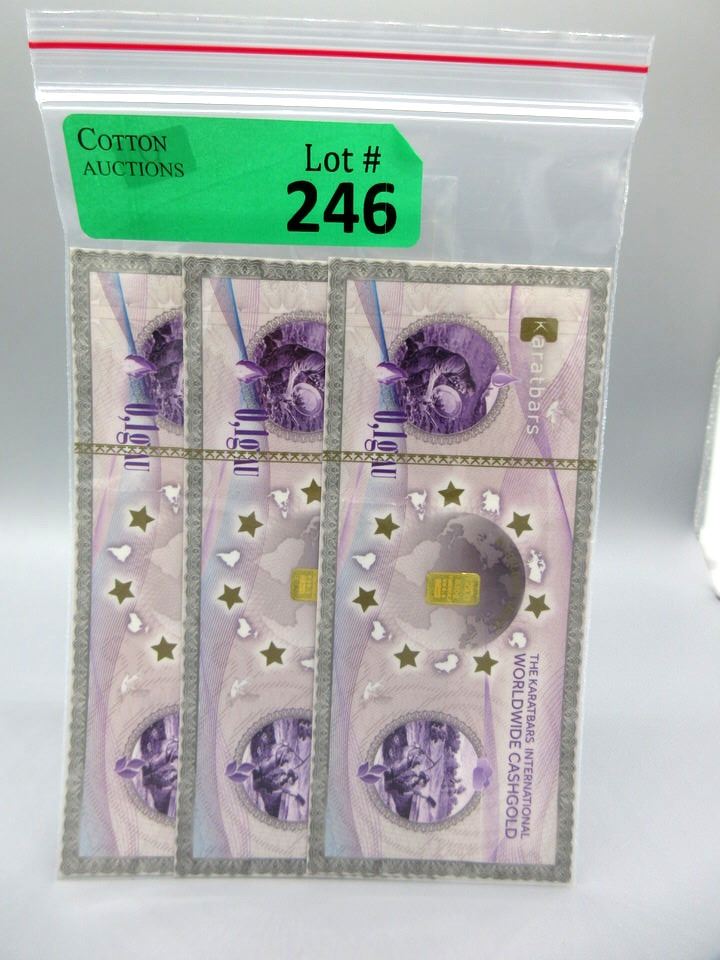 COTTON
AUCTIONS
Lot #
246
0,1gAU
0,1gAU
0,1gAU
Karatbars
THE KARATBARS INTERNATIONAL
WORLDWIDE CASHGOLD